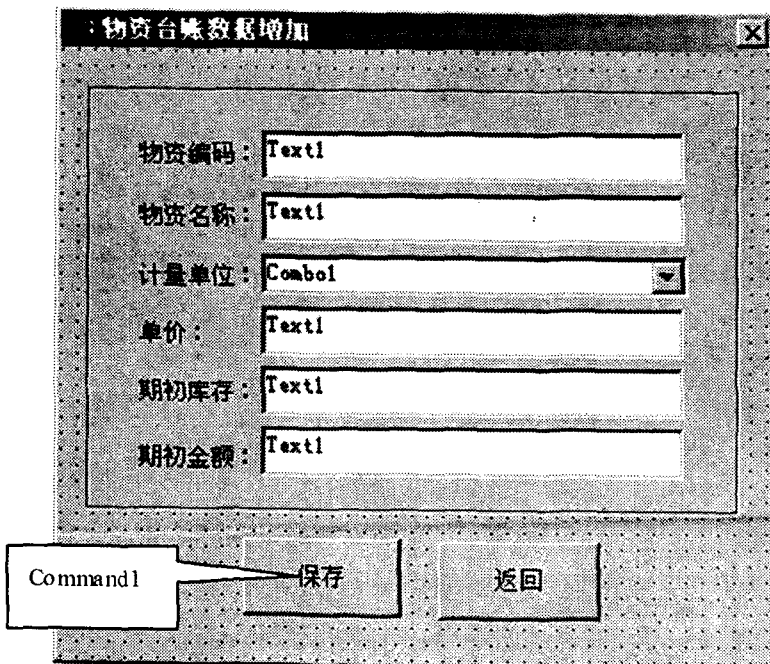 物资台账数据增加
物资编码： Text1
物资名称： Text1
计量单位： Combo1
单价： Text1
期初库存： Text1
期初金额： Text1
Command1
保存
返回